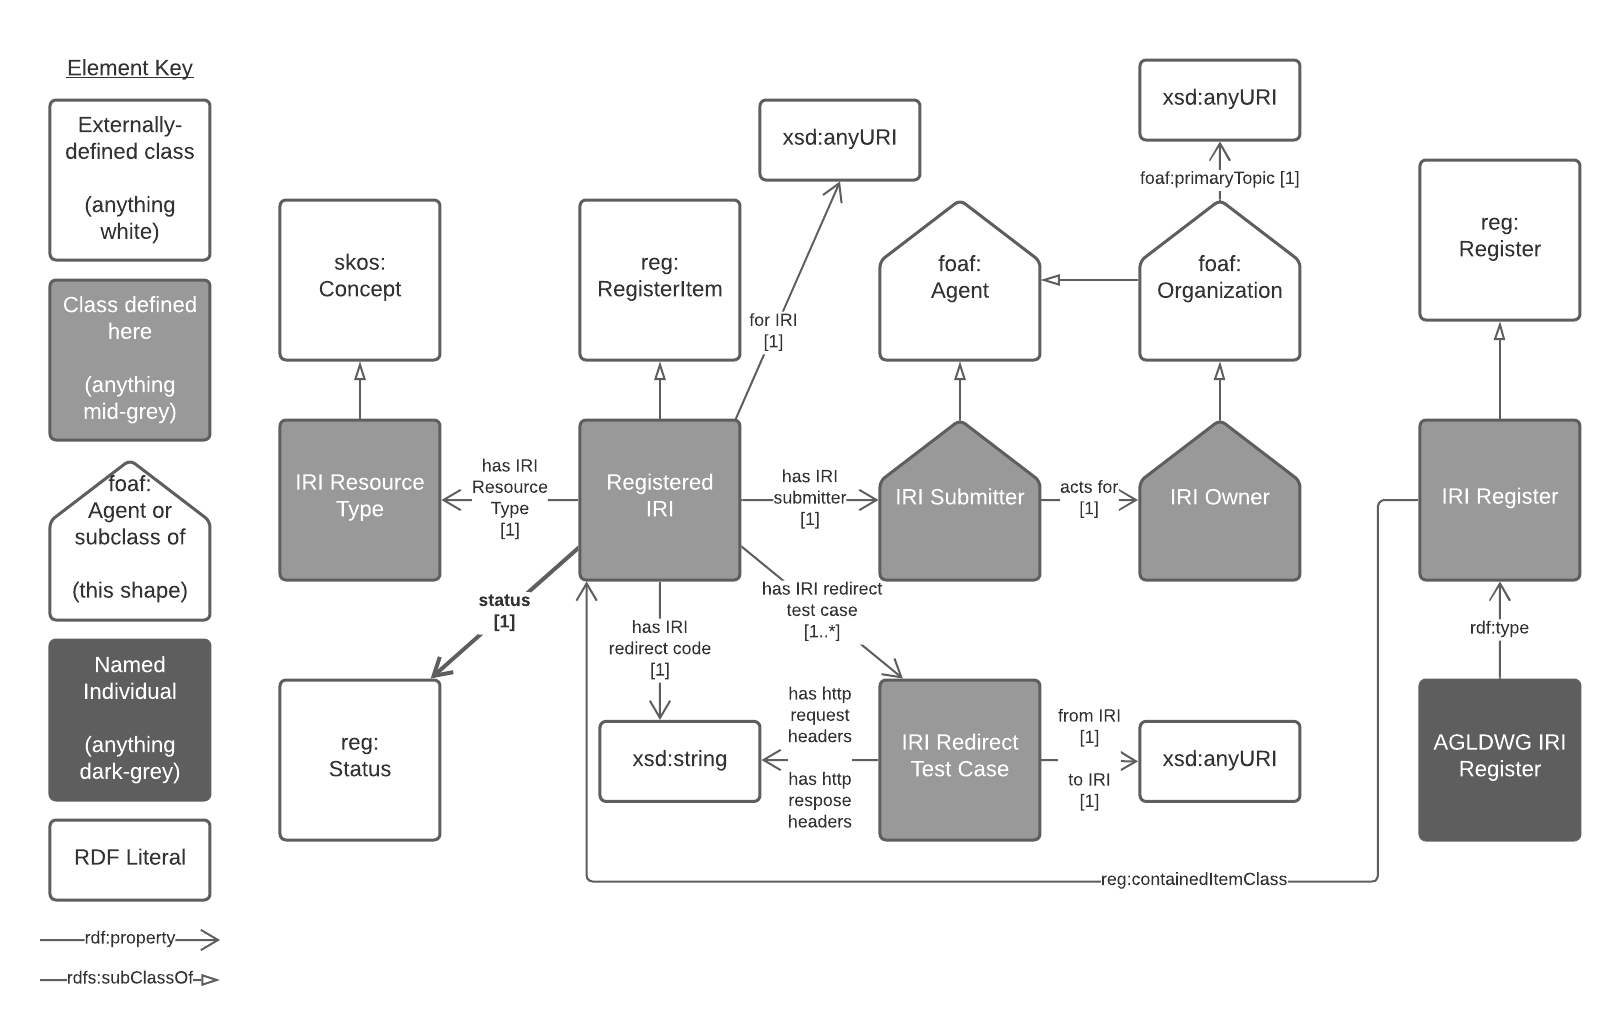 Element Key
Externally-
defined class
(anything
white)
Class defined
here
(anything
mid-grey)
foaf:
Agent or
subclass of
(this shape)
Named
Individual
(anything
dark-grey)
RDF Literal
rdf:property
rdfs:subClassOf
skos:
Concept
reg:
RegisterItem
xsd:anyURI
for IRI
[1]
foaf:
Agent
xsd:anyURI
foaf:primaryTopic [1]
foaf:
Organization
reg:
Register
IRI Resource
Type
has IRI
Resource
Type
[1]
Registered
IRI
has IRI
submitter
[1]
IRI Submitter
acts for
[1]
IRI Owner
IRI Register
status
[1]
has IRI
redirect code
[1]
has IRI redirect
test case
[1..*]
rdf:type
reg:
Status
xsd:string
has http
request
headers
has http
respose
headers
IRI Redirect
Test Case
from IRI
[1]
to IRI
[1]
xsd:anyURI
AGLDWG IRI
Register
reg:containedItemClass